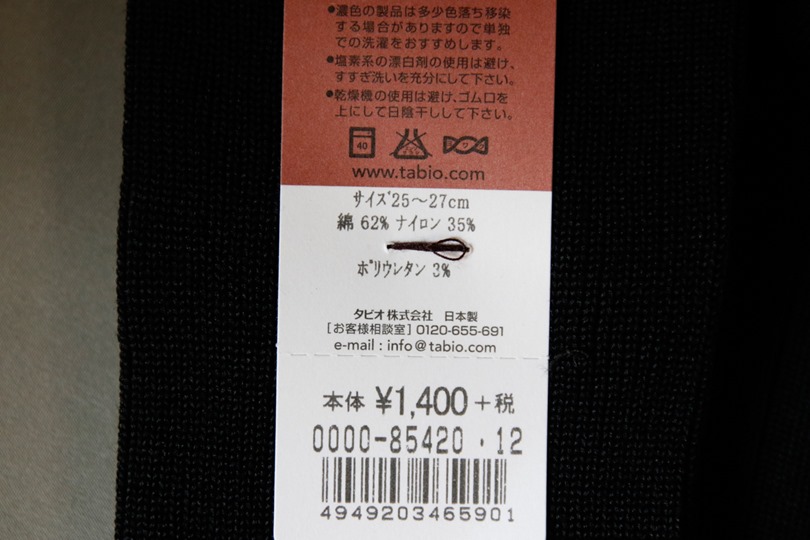 ●濃色の製品は多少色落ち移染
する場合がありますので単独
での洗濯をおすすめします。
●塩素系の漂白剤の使用は避け、
すすぎ洗いを充分にして下さい。
●乾燥機の使用は避け、ゴム口を
上にして日陰干しして下さい。
40
www.tabio.com
サイズ25～27cm
綿 62% ナイロン 35%
ポリウレタン 3%
タビオ株式会社 日本製
[お客様相談室] 0120-655-691
e-mail : info@tabio.com
本体 ¥1,400 +税
0000-85420 .12
4949203465901